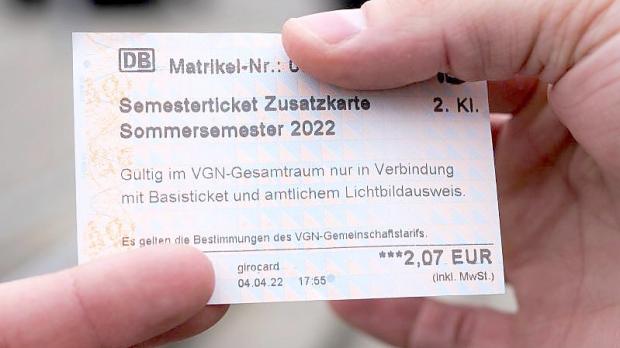 DB Matrikel-Nr.:
Semesterticket Zusatzkarte 2. Kl.
Sommersemester 2022
Gültig im VGN-Gesamtraum nur in Verbindung
mit Basisticket und amtlichem Lichtbildausweis.
Es gelten die Bestimmungen des VGN-Gemeinschaftstarifs.
***2,07 EUR
girocard
(inkl. MwSt.)
04.04.22 17:55